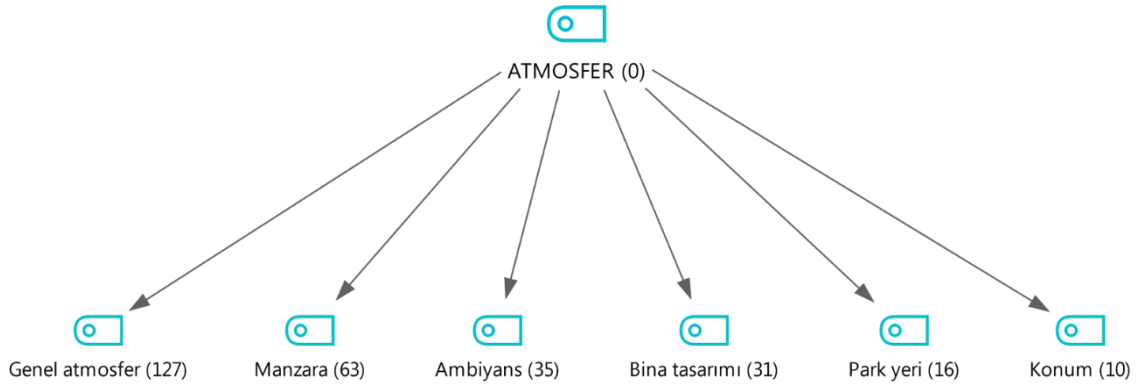 ATMOSFER (0)
Genel atmosfer (127)
Manzara (63)
Ambiyans (35)
Bina tasarımı (31)
Park yeri (16)
Konum (10)